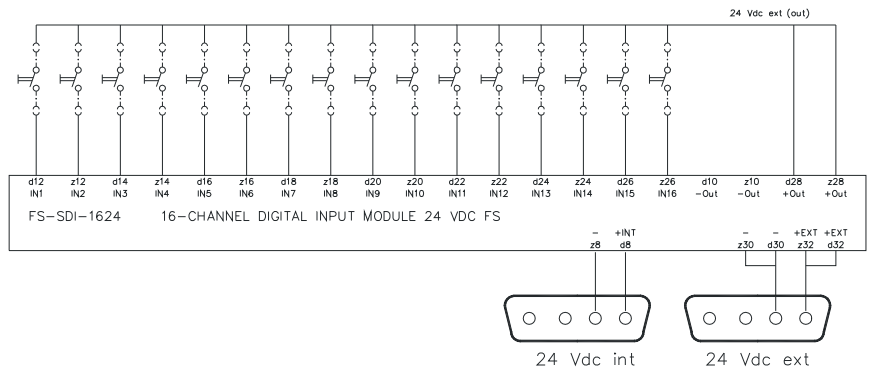 24 Vdc ext (out)
d12 z12 d14 z14 d16 z16 d18 z18 d20 z20 d22 z22 d24 z24 d26 z26 d10 z10 d28 z28
IN1 IN2 IN3 IN4 IN5 IN6 IN7 IN8 IN9 IN10 IN11 IN12 IN13 IN14 IN15 IN16 -Out -Out +Out +Out
FS-SDI-1624 16-CHANNEL DIGITAL INPUT MODULE 24 VDC FS
- +INT - - +EXT +EXT
z8 d8 z30 d30 z32 d32
24 Vdc int 24 Vdc ext